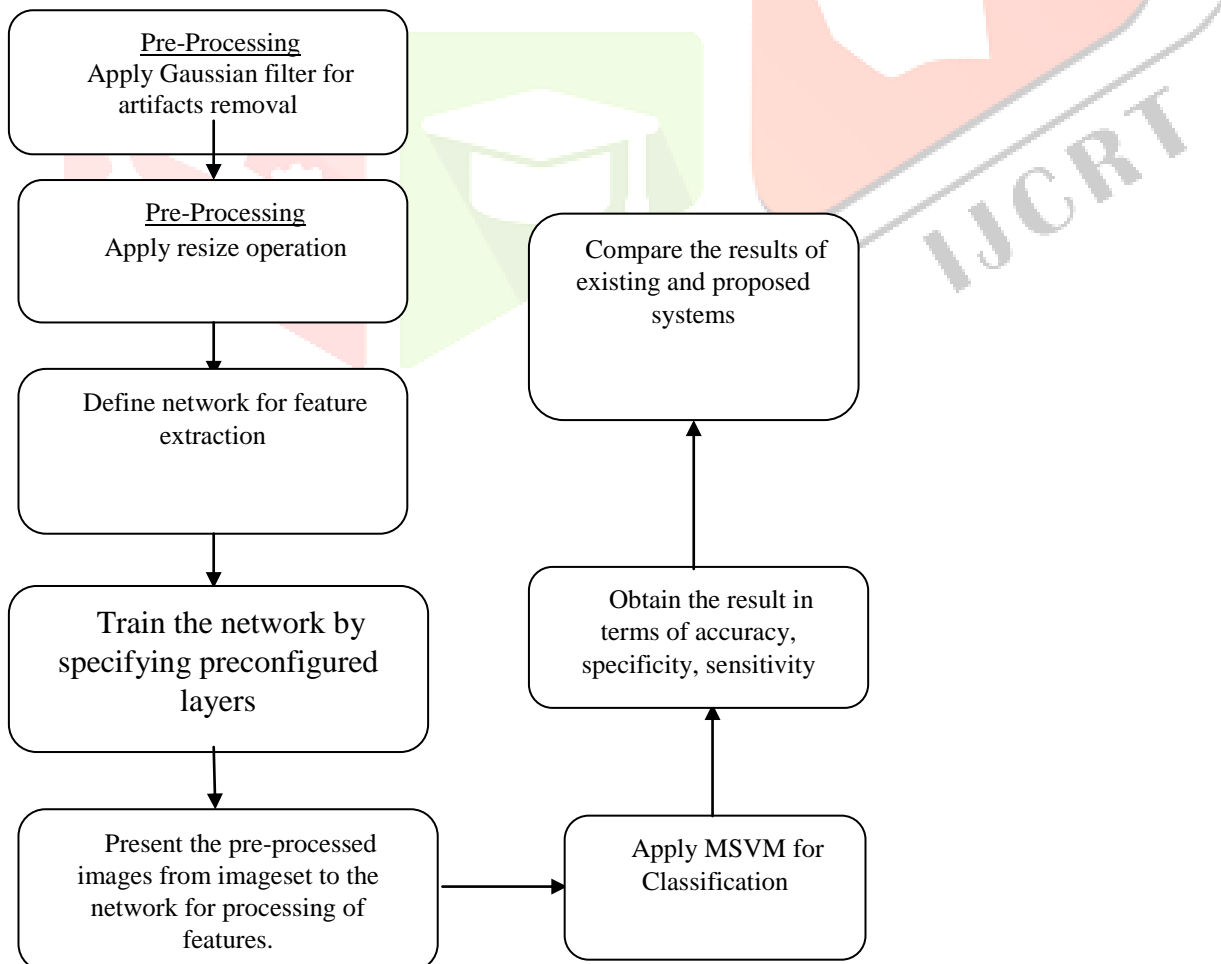 Pre-Processing
Apply Gaussian filter for
artifacts removal
Pre-Processing
Apply resize operation
Define network for feature
extraction
Train the network by
specifying preconfigured
layers
Present the pre-processed
images from imageset to the
network for processing of
features.
Apply MSVM for
Classification
Obtain the result in
terms of accuracy,
specificity, sensitivity
Compare the results of
existing and proposed
systems
IJCRT